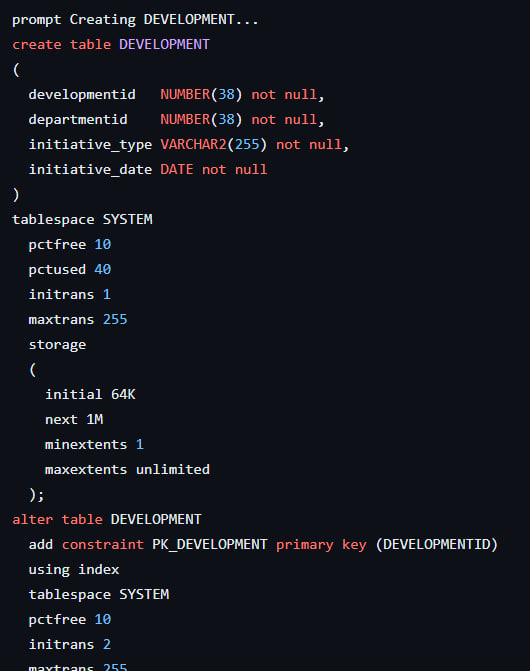 prompt Creating DEVELOPMENT...
create table DEVELOPMENT
(
  developmentid   NUMBER(38) not null,
  departmentid    NUMBER(38) not null,
  initiative_type VARCHAR2(255) not null,
  initiative_date DATE not null
)
tablespace SYSTEM
  pctfree 10
  pctused 40
  initrans 1
  maxtrans 255
  storage
  (
    initial 64K
    next 1M
    minextents 1
    maxextents unlimited
  );
alter table DEVELOPMENT
  add constraint PK_DEVELOPMENT primary key (DEVELOPMENTID)
  using index
  tablespace SYSTEM
  pctfree 10
  initrans 2
  maxtrans 255